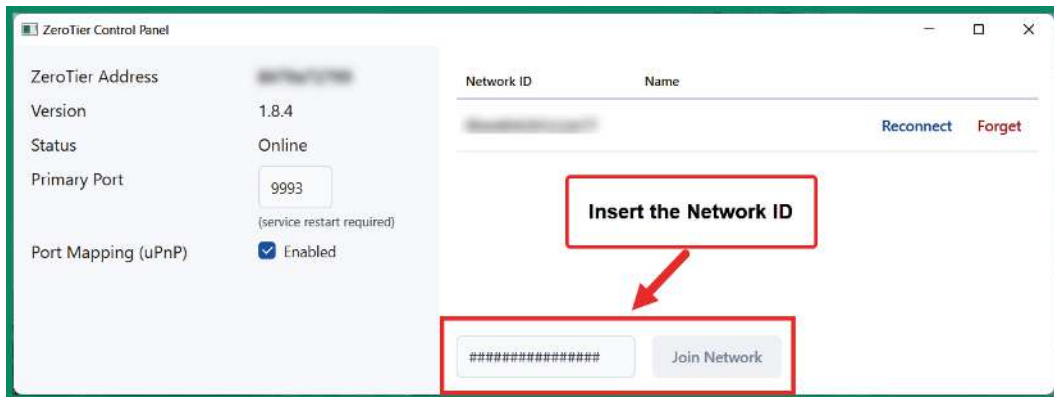 ZeroTier Control Panel
ZeroTier Address
Version 1.8.4
Status Online
Primary Port 9993
(service restart required)
Port Mapping (uPnP) Enabled
Network ID Name
Reconnect Forget
Insert the Network ID
################ Join Network